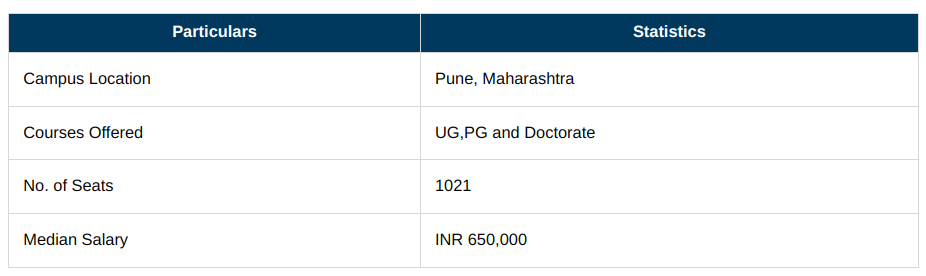 Particulars Statistics
Campus Location Pune, Maharashtra
Courses Offered UG,PG and Doctorate
No. of Seats 1021
Median Salary INR 650,000